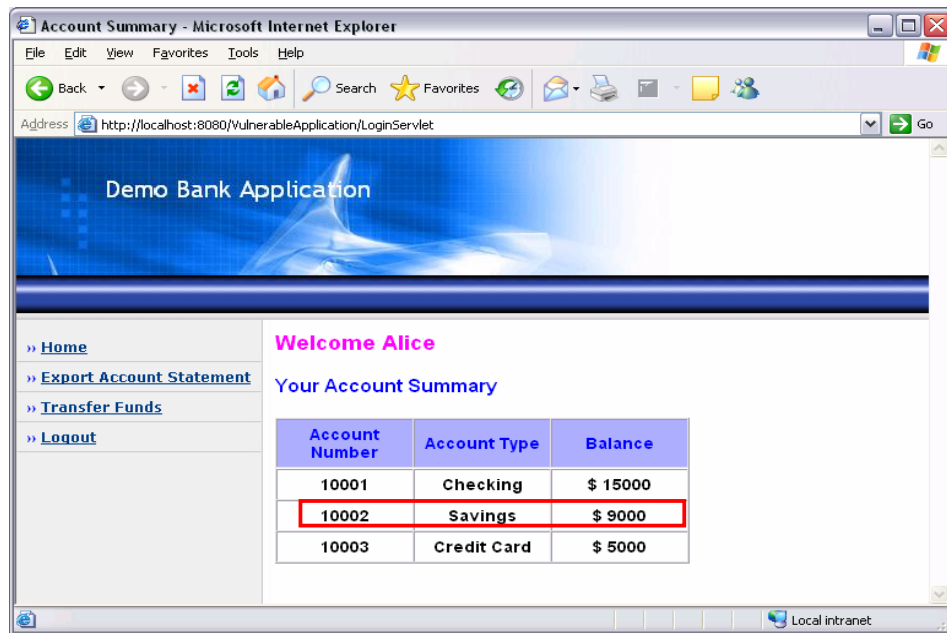 Account Summary - Microsoft Internet Explorer
File Edit View Favorites Tools Help
Back Search Favorites
Address http://localhost:8080/VulnerableApplication/LoginServlet Go
Demo Bank Application
» Home
» Export Account Statement
» Transfer Funds
» Logout
Welcome Alice
Your Account Summary
Account Number Account Type Balance
10001 Checking $ 15000
10002 Savings $ 9000
10003 Credit Card $ 5000
Local intranet